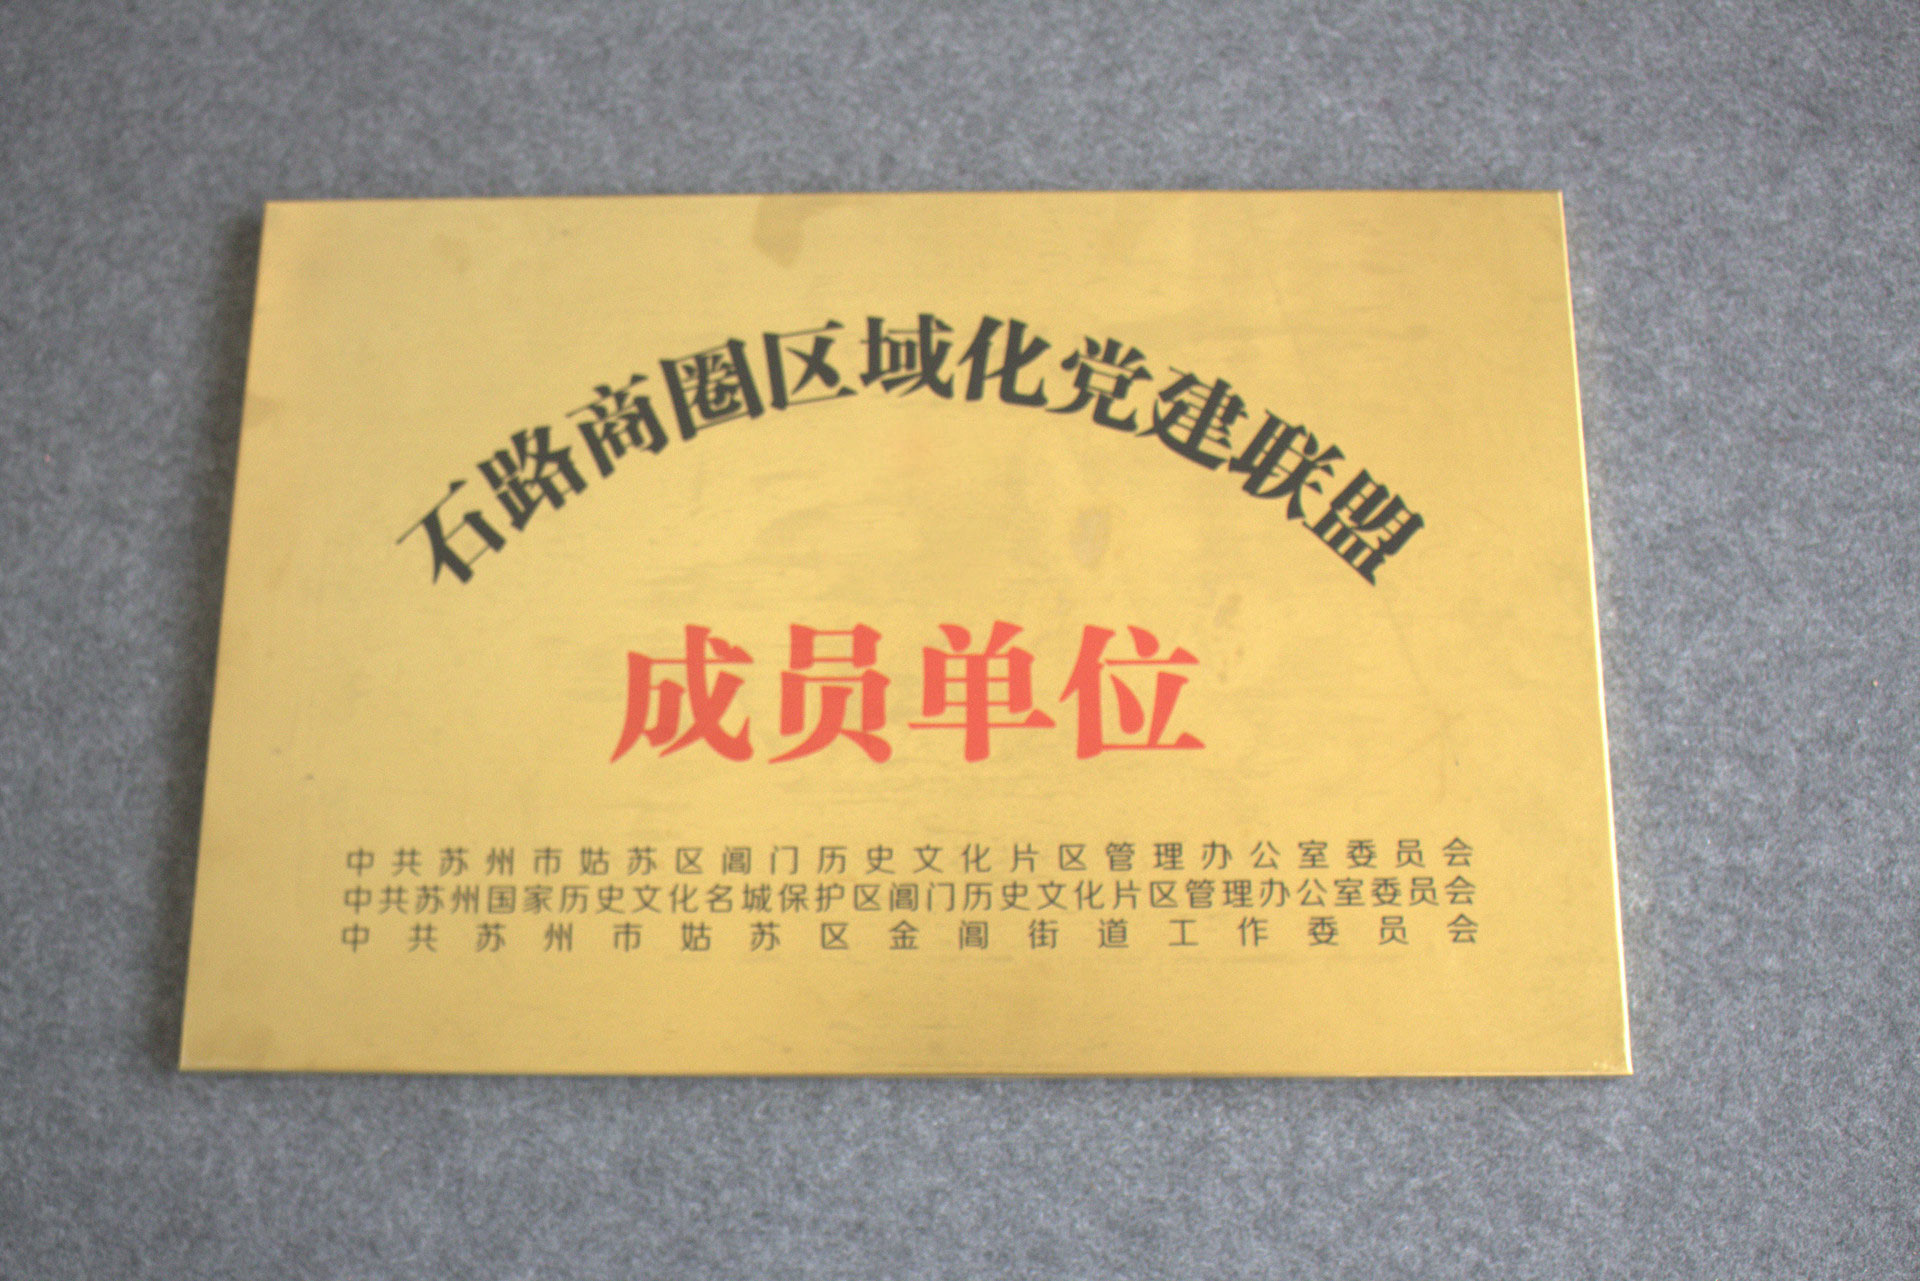 石路商圈区域化党建联盟
成员单位
中共苏州市姑苏区阊门历史文化片区管理办公室委员会
中共苏州国家历史文化名城保护区阊门历史文化片区管理办公室委员会
中共苏州市姑苏区金阊街道工作委员会